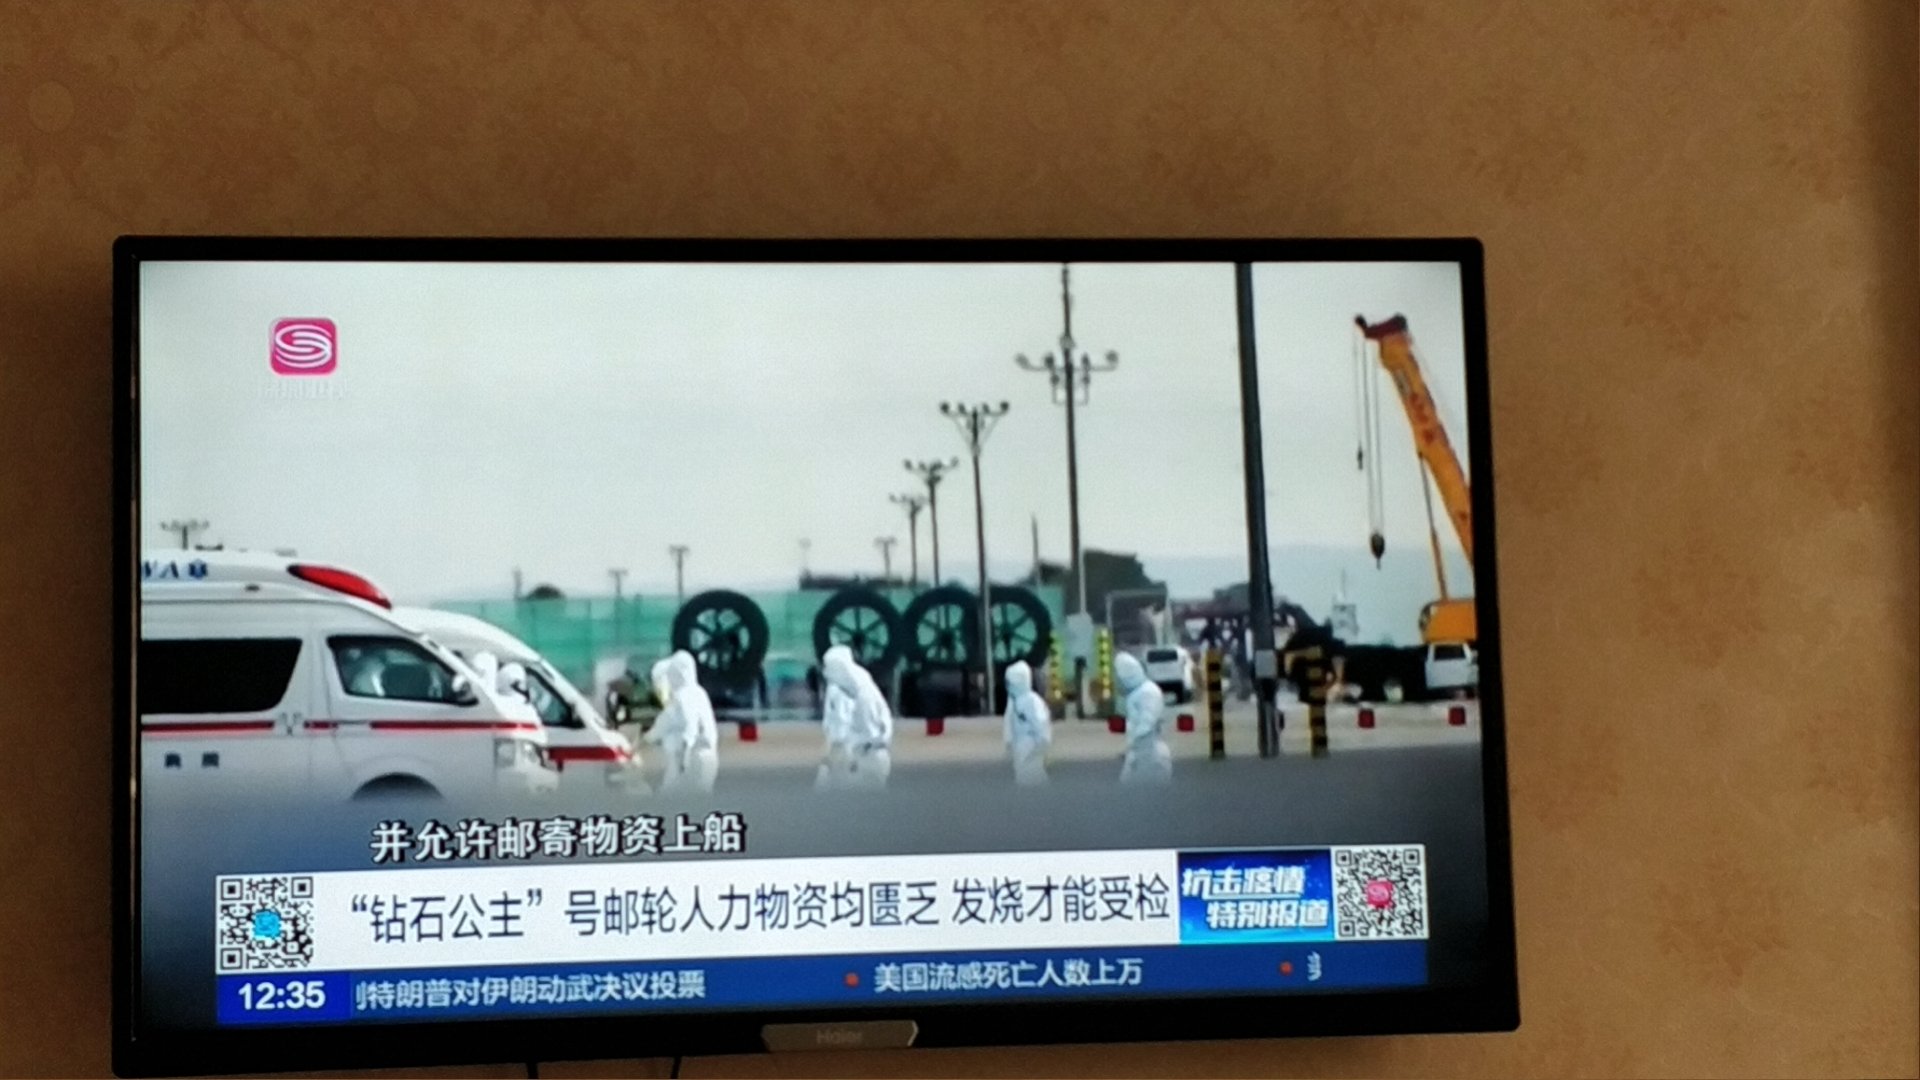 并允许邮寄物资上船
“钻石公主”号邮轮人力物资均匮乏 发烧才能受检
抗击疫情
特别报道
12:35
特朗普对伊朗动武决议投票
美国流感死亡人数上万
Haier